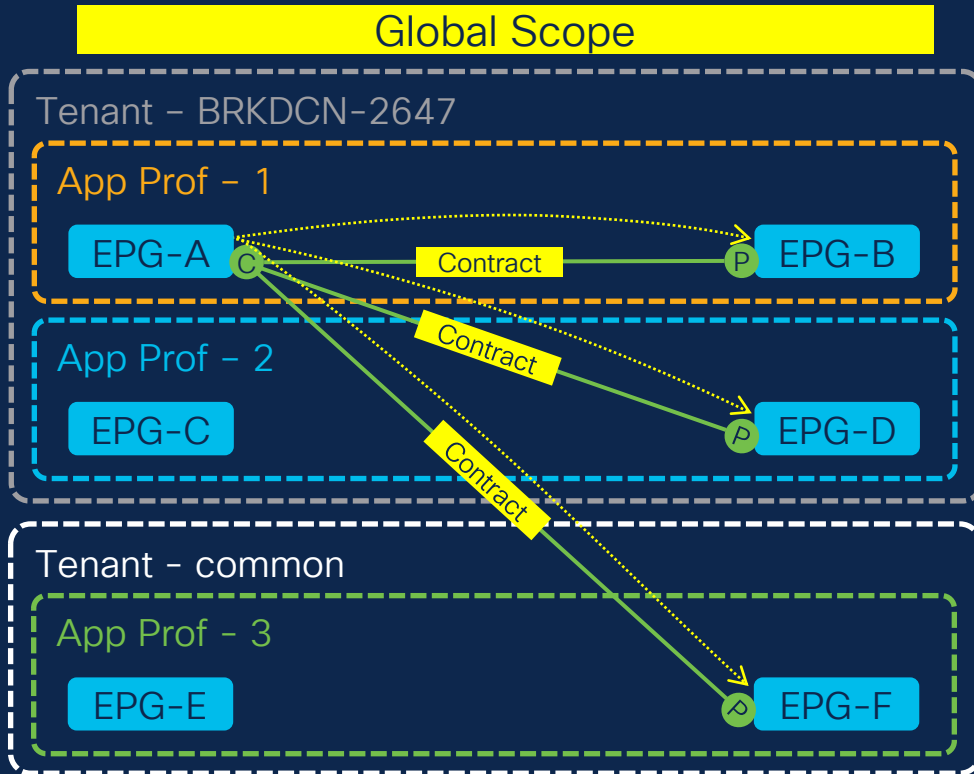 Global Scope
Tenant – BRKDCN-2647
App Prof – 1
EPG-A
C
Contract
P
EPG-B
Contract
App Prof – 2
EPG-C
P
EPG-D
Contract
Tenant - common
App Prof - 3
EPG-E
P
EPG-F